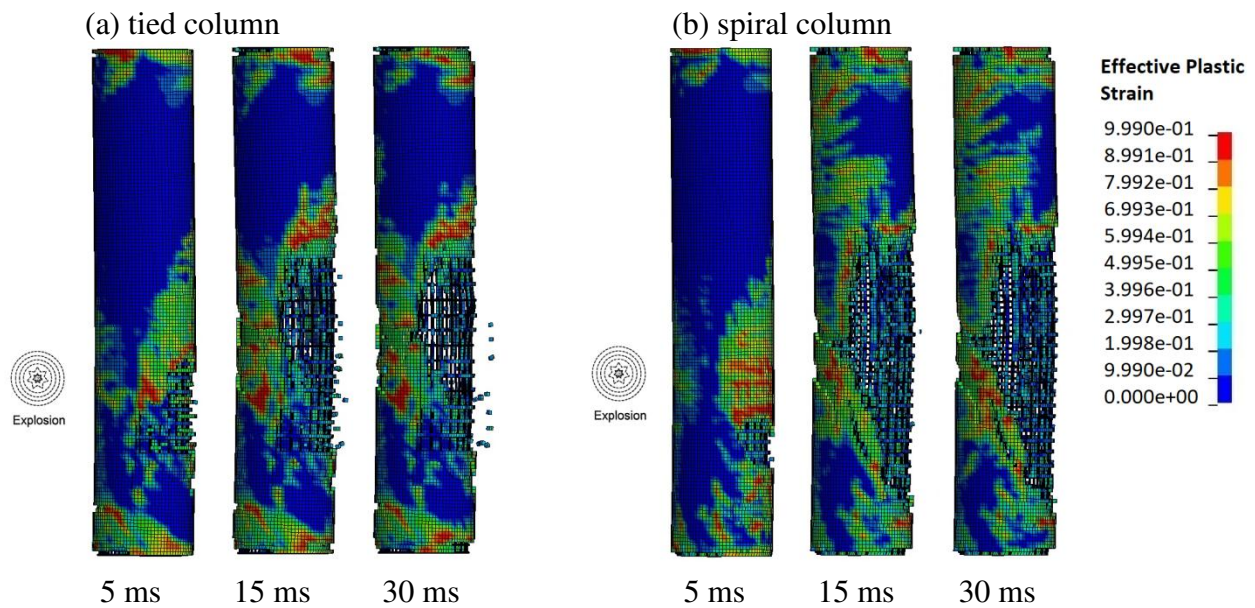 (a) tied column
(b) spiral column
Effective Plastic
Strain
9.990e-01
8.991e-01
7.992e-01
6.993e-01
5.994e-01
4.995e-01
3.996e-01
2.997e-01
1.998e-01
9.990e-02
0.000e+00
Explosion
Explosion
5 ms
15 ms
30 ms
5 ms
15 ms
30 ms